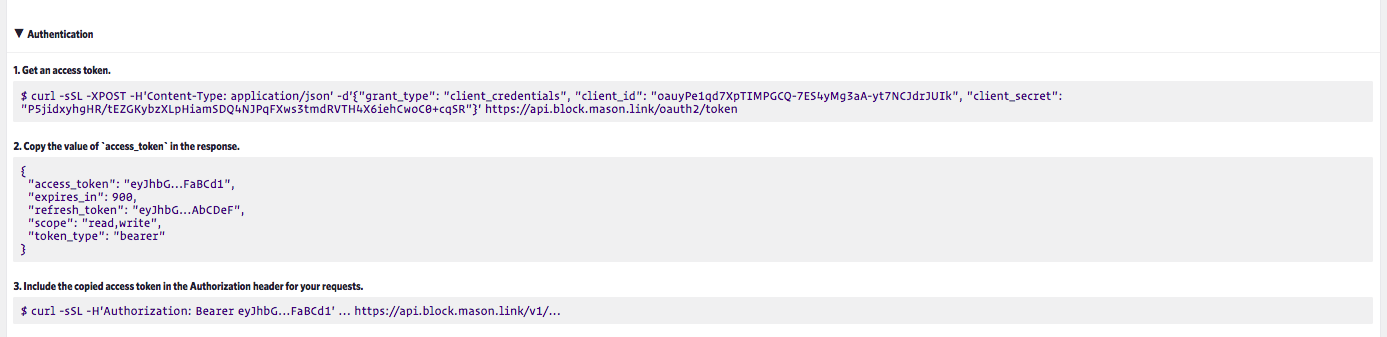 ▼ Authentication
1. Get an access token.
$ curl -sSL -XPOST -H'Content-Type: application/json' -d'{"grant_type": "client_credentials", "client_id": "oauyPe1qd7XpTIMPGCQ-7ES4yMg3aA-yt7NCJdrJUIk", "client_secret":
"P5jidxyhgHR/tEZGKybzXLpHiamSDQ4NJPqFXws3tmdRVTH4X6iehCwoC0+cqSR"}' https://api.block.mason.link/oauth2/token
2. Copy the value of `access_token` in the response.
{
"access_token": "eyJhbG...FaBCd1",
"expires_in": 900,
"refresh_token": "eyJhbG...AbCDeF",
"scope": "read,write",
"token_type": "bearer"
}
3. Include the copied access token in the Authorization header for your requests.
$ curl -sSL -H'Authorization: Bearer eyJhbG...FaBCd1' ... https://api.block.mason.link/v1/...